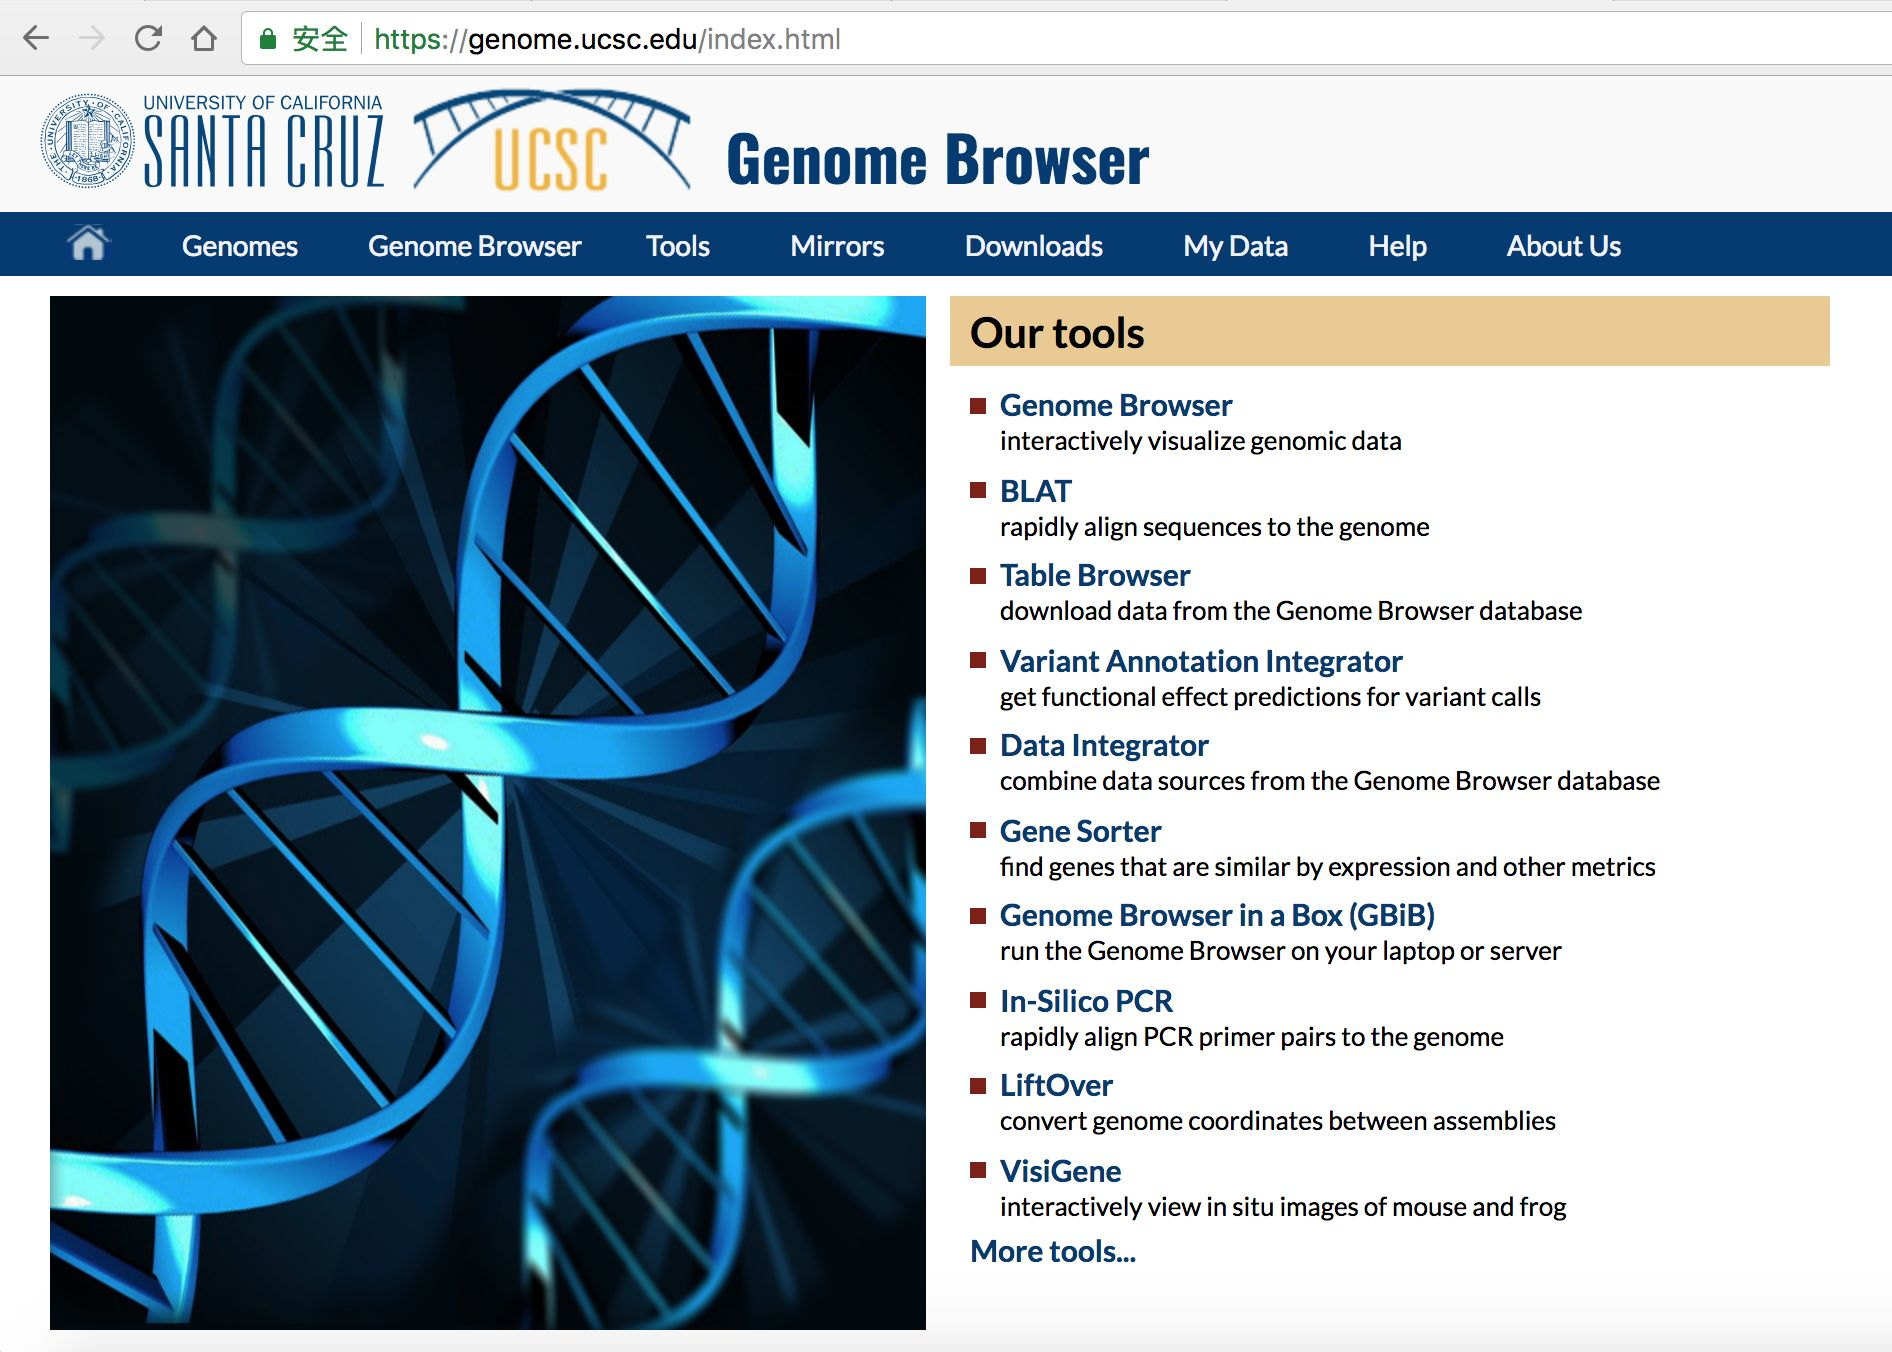 安全 https://genome.ucsc.edu/index.html
UNIVERSITY OF CALIFORNIA
SANTA CRUZ
UCSC
Genome Browser
Genomes Genome Browser Tools Mirrors Downloads My Data Help About Us
Our tools
Genome Browser
interactively visualize genomic data
BLAT
rapidly align sequences to the genome
Table Browser
download data from the Genome Browser database
Variant Annotation Integrator
get functional effect predictions for variant calls
Data Integrator
combine data sources from the Genome Browser database
Gene Sorter
find genes that are similar by expression and other metrics
Genome Browser in a Box (GBiB)
run the Genome Browser on your laptop or server
In-Silico PCR
rapidly align PCR primer pairs to the genome
LiftOver
convert genome coordinates between assemblies
VisiGene
interactively view in situ images of mouse and frog
More tools...